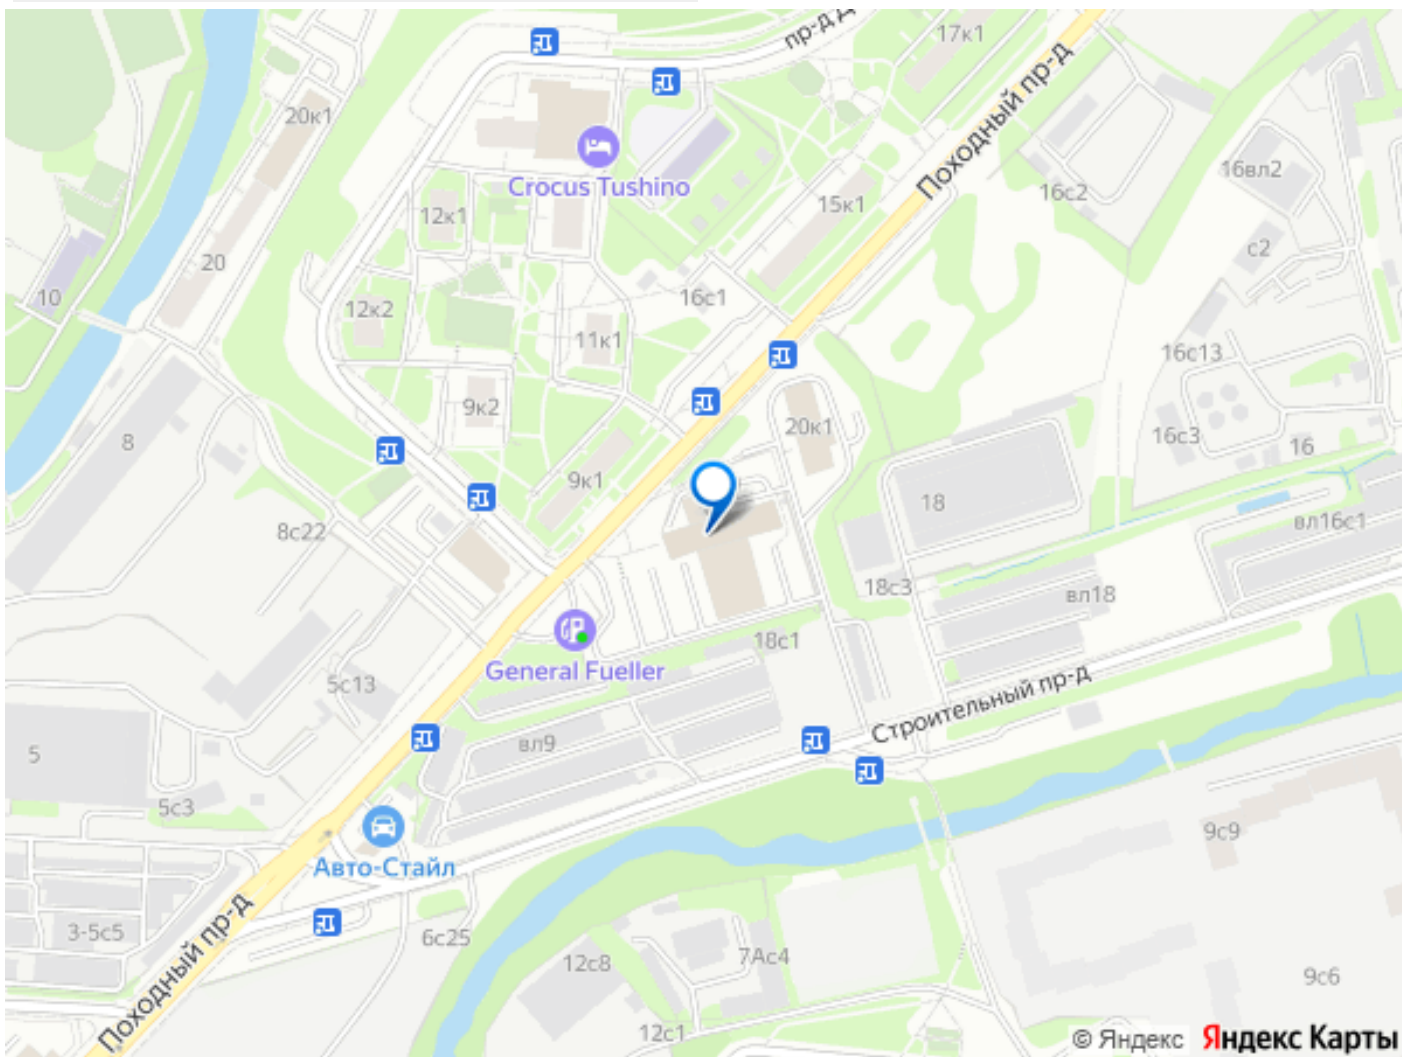 17к1
пр-д Д
Походный пр-д
20к1
16вл2
16с2
Crocus Tushino
15к1
12к1
с2
20
10
16с1
12к2
11к1
16с13
9к2
20к1
16с3
8
16
9к1
18
вл16с1
8с22
18с3
вл18
18с1
General Fueller
5с13
Строительный пр-д
вл9
5
5с3
9с9
Авто-Стайл
Походный пр-д
3-5с5
6с25
7Ас4
12с8
9с6
12с1
© Яндекс Яндекс Карты